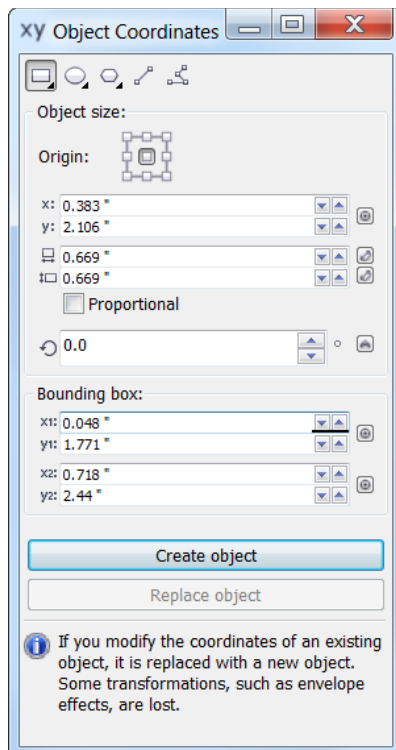 xy Object Coordinates
Object size:
Origin:
x: 0.383 "
y: 2.106 "
0.669 "
0.669 "
Proportional
0.0 °
Bounding box:
x1: 0.048 "
y1: 1.771 "
x2: 0.718 "
y2: 2.44 "
Create object
Replace object
If you modify the coordinates of an existing
object, it is replaced with a new object.
Some transformations, such as envelope
effects, are lost.